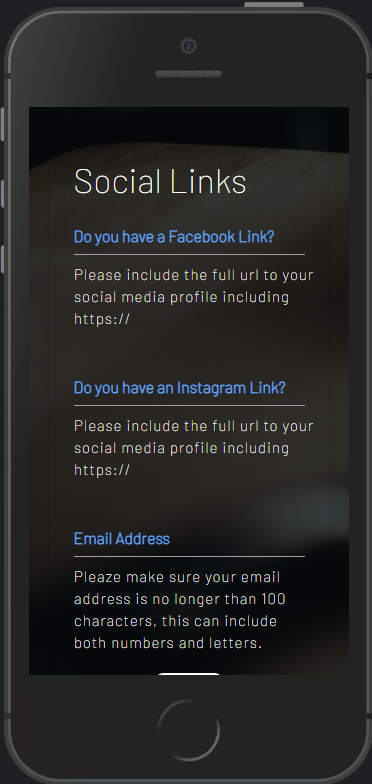 Social Links
Do you have a Facebook Link?
Please include the full url to your
social media profile including
https://
Do you have an Instagram Link?
Please include the full url to your
social media profile including
https://
Email Address
Pleaze make sure your email
address is no longer than 100
characters, this can include
both numbers and letters.